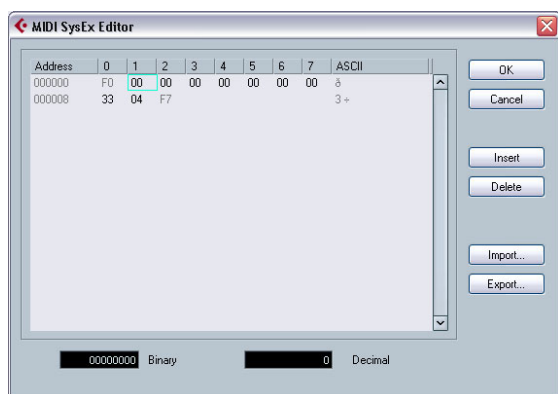 MIDI SysEx Editor
Address 0 1 2 3 4 5 6 7 ASCII
000000 F0 00 00 00 00 00 00 00 ð
000008 33 04 F7 3÷
OK
Cancel
Insert
Delete
Import...
Export...
00000000 Binary 0 Decimal